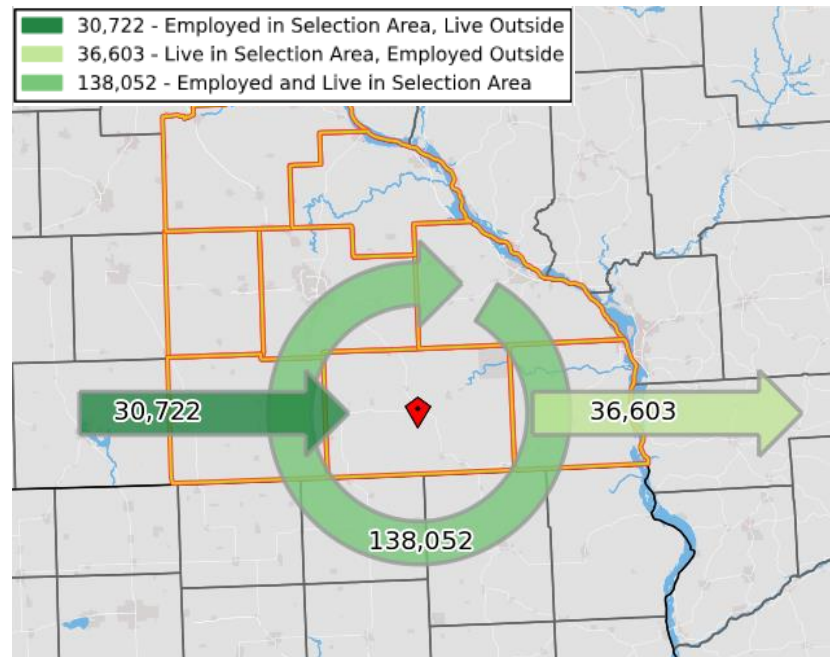 30,722 - Employed in Selection Area, Live Outside
36,603 - Live in Selection Area, Employed Outside
138,052 - Employed and Live in Selection Area
30,722
36,603
138,052